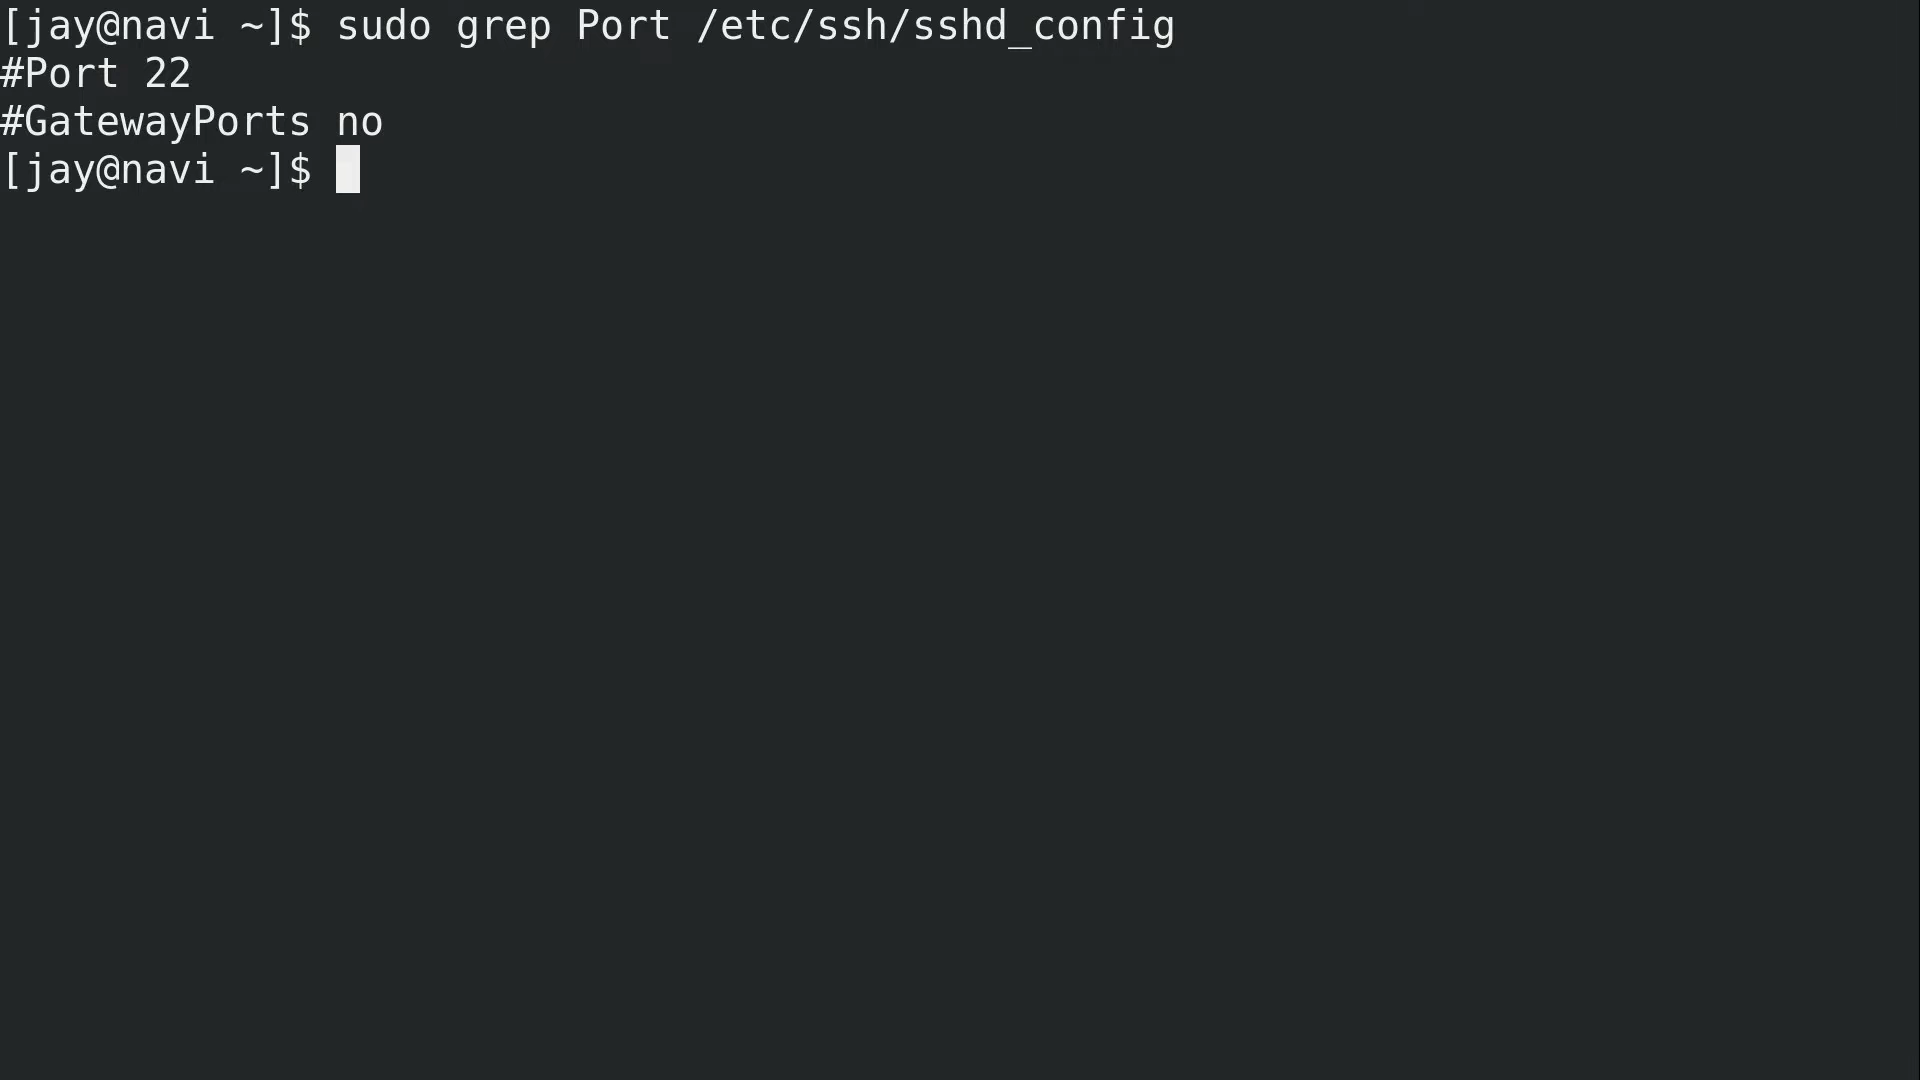 [jay@navi ~]$ sudo grep Port /etc/ssh/sshd_config
#Port 22
#GatewayPorts no
[jay@navi ~]$